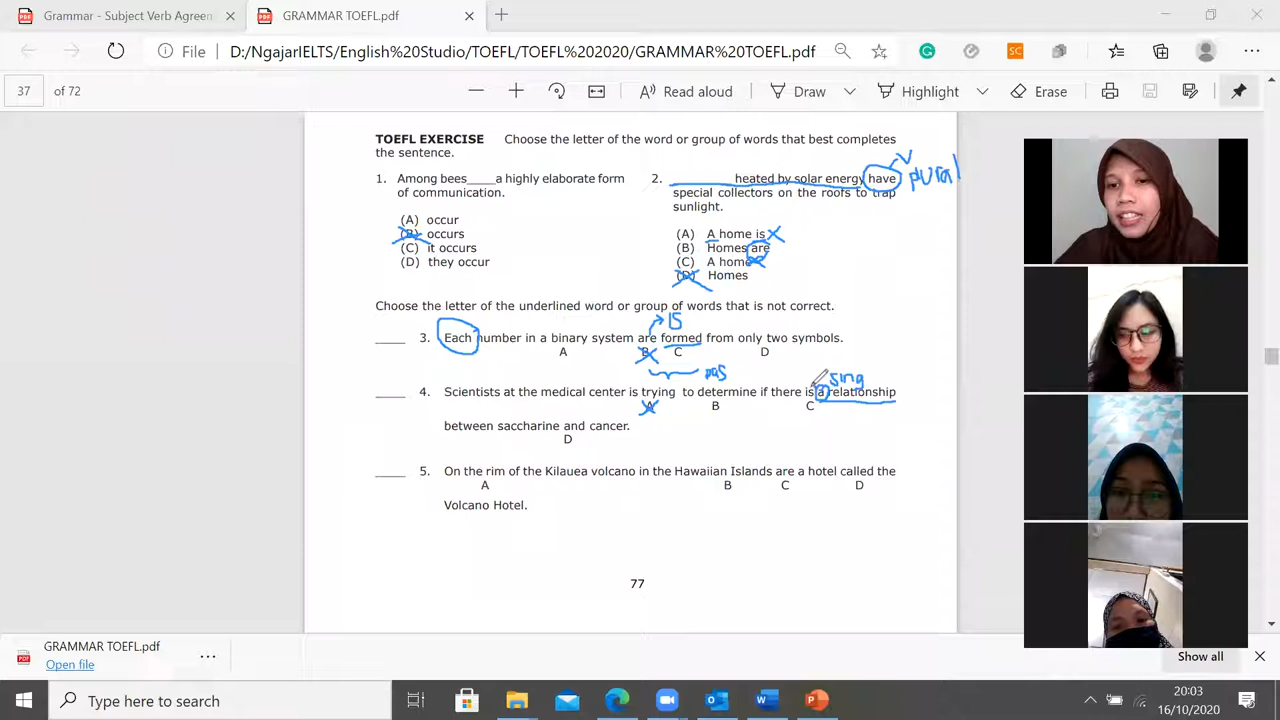 Grammar - Subject Verb Agreen
GRAMMAR TOEFL.pdf
File
D:/NgajarIELTS/English%20Studio/TOEFL/TOEFL%202020/GRAMMAR%20TOEFL.pdf
37 of 72
Read aloud
Draw
Highlight
Erase
TOEFL EXERCISE Choose the letter of the word or group of words that best completes
the sentence.
1. Among bees____a highly elaborate form
of communication.
(A) occur
(B) occurs
(C) it occurs
(D) they occur
2. ________ heated by solar energy have
special collectors on the roofs to trap
sunlight.
V
plural
(A) A home is
(B) Homes are
(C) A home
(D) Homes
Choose the letter of the underlined word or group of words that is not correct.
is
____ 3. Each number in a binary system are formed from only two symbols.
A B C D
pas
sing
____ 4. Scientists at the medical center is trying to determine if there is a relationship
A B C
between saccharine and cancer.
D
____ 5. On the rim of the Kilauea volcano in the Hawaiian Islands are a hotel called the
A B C D
Volcano Hotel.
77
GRAMMAR TOEFL.pdf
Open file
Show all
Type here to search
20:03
16/10/2020